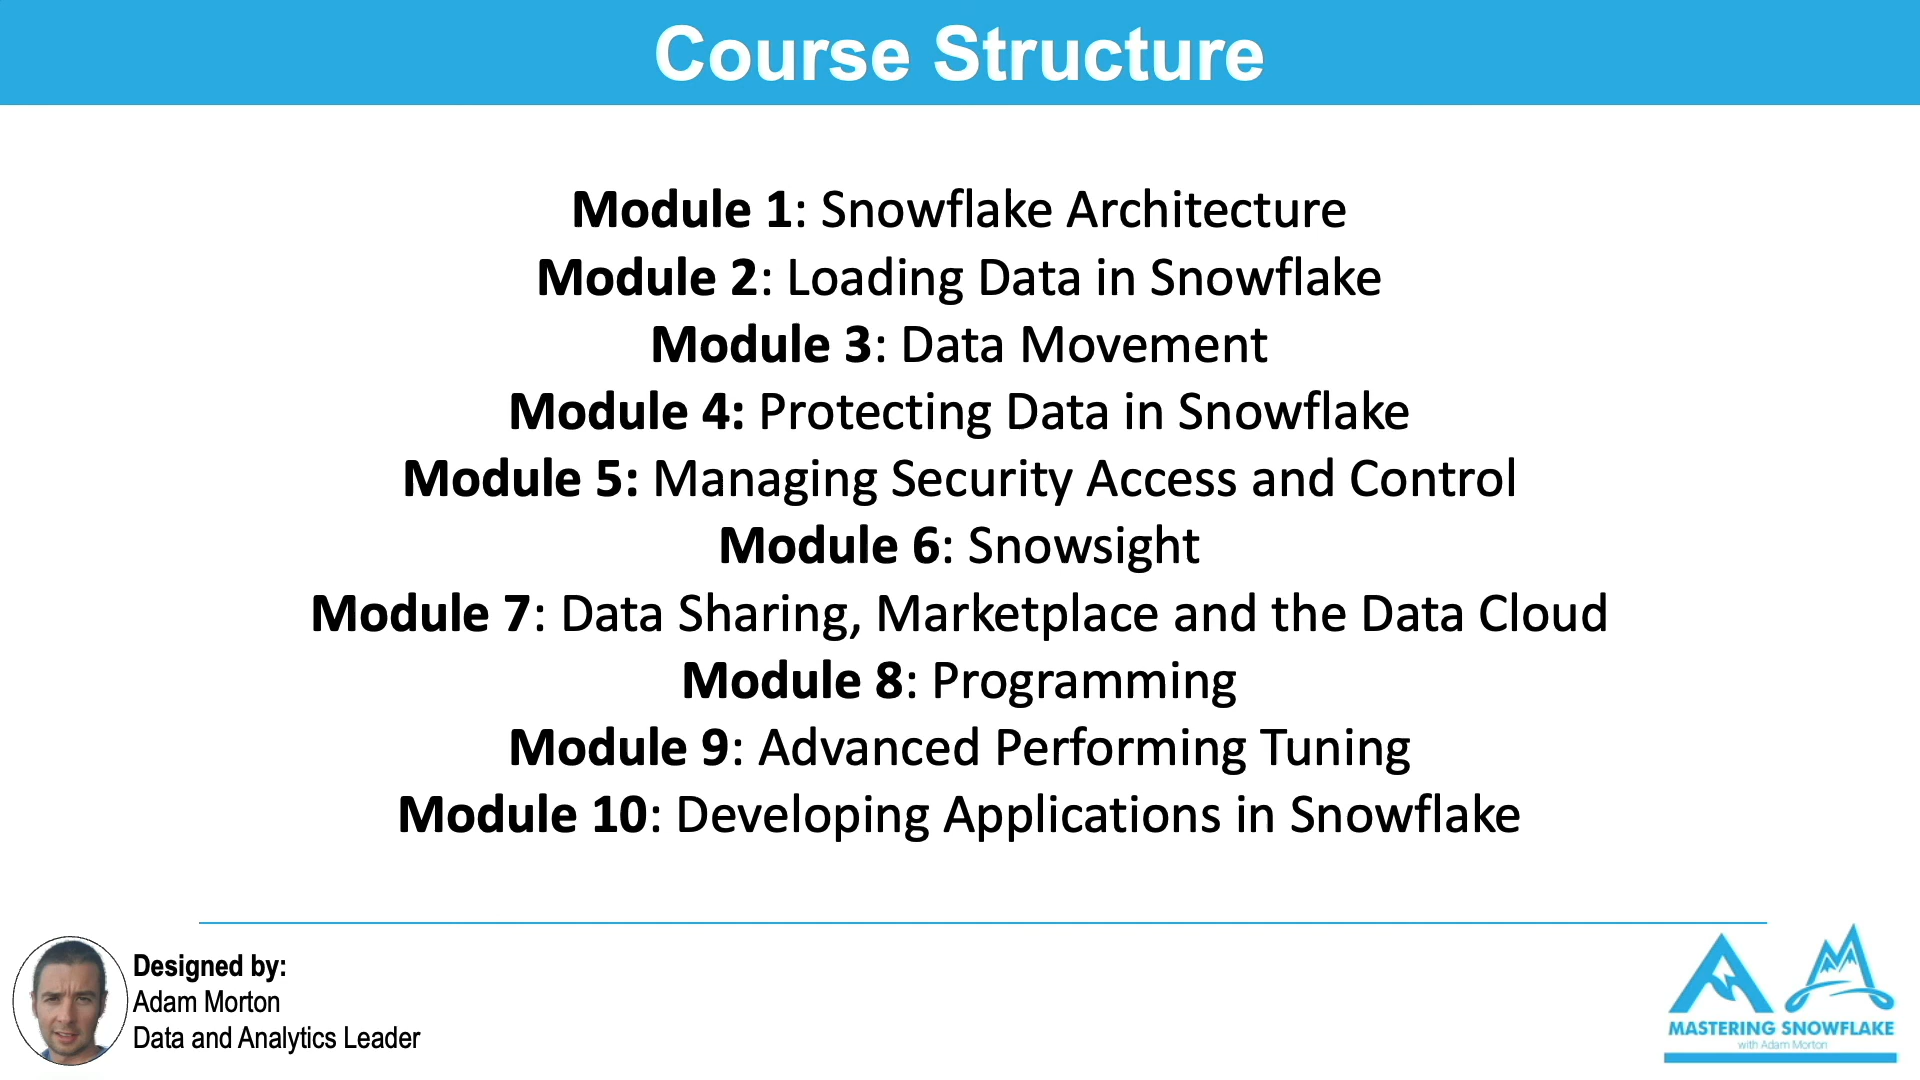 Course Structure
Module 1: Snowflake Architecture
Module 2: Loading Data in Snowflake
Module 3: Data Movement
Module 4: Protecting Data in Snowflake
Module 5: Managing Security Access and Control
Module 6: Snowsight
Module 7: Data Sharing, Marketplace and the Data Cloud
Module 8: Programming
Module 9: Advanced Performing Tuning
Module 10: Developing Applications in Snowflake
Designed by:
Adam Morton
Data and Analytics Leader
MASTERING SNOWFLAKE
with Adam Morton